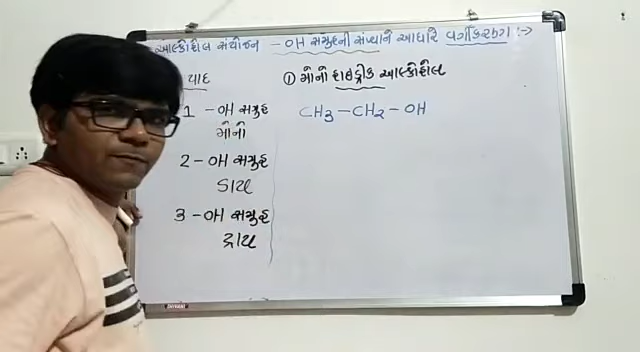 આલ્કોહોલ સંયોજન -OH સમુહની સંખ્યાને આધારે વર્ગીકરણ :->
યાદ
1 -OH સમુહ
મોનો
2 -OH સમુહ
ડાય
3 -OH સમુહ
ટ્રાય
① મોનો હાઇડ્રીક આલ્કોહોલ
CH3-CH2-OH